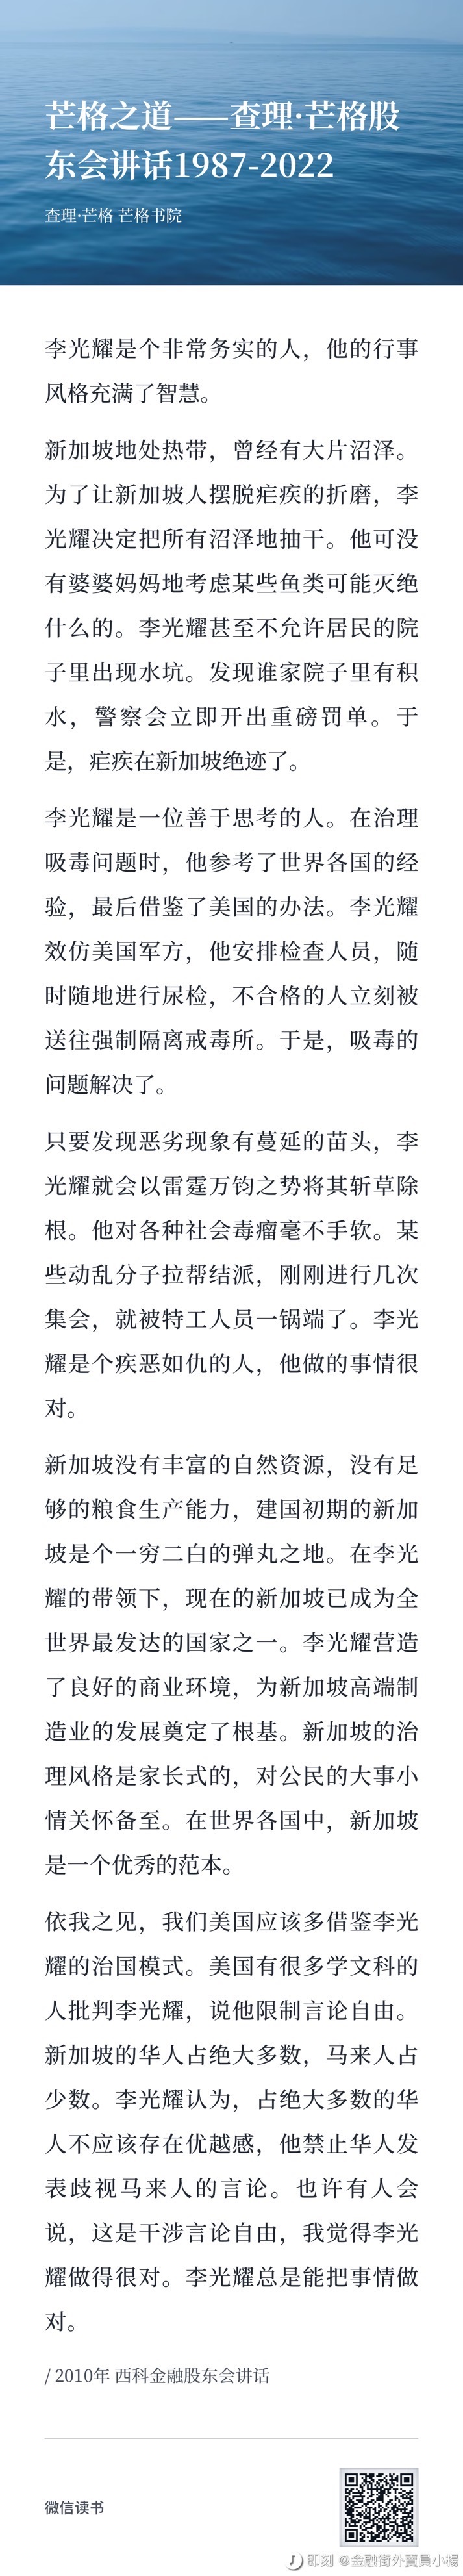 芒格之道——查理·芒格股
东会讲话1987-2022
查理·芒格 芒格书院
李光耀是个非常务实的人，他的行事
风格充满了智慧。
新加坡地处热带，曾经有大片沼泽。
为了让新加坡人摆脱疟疾的折磨，李
光耀决定把所有沼泽地抽干。他可没
有婆婆妈妈地考虑某些鱼类可能灭绝
什么的。李光耀甚至不允许居民的院
子里出现水坑。发现谁家院子里有积
水，警察会立即开出重磅罚单。于
是，疟疾在新加坡绝迹了。
李光耀是一位善于思考的人。在治理
吸毒问题时，他参考了世界各国的经
验，最后借鉴了美国的办法。李光耀
效仿美国军方，他安排检查人员，随
时随地进行尿检，不合格的人立刻被
送往强制隔离戒毒所。于是，吸毒的
问题解决了。
只要发现恶劣现象有蔓延的苗头，李
光耀就会以雷霆万钧之势将其斩草除
根。他对各种社会毒瘤毫不手软。某
些动乱分子拉帮结派，刚刚进行几次
集会，就被特工人员一锅端了。李光
耀是个疾恶如仇的人，他做的事情很
对。
新加坡没有丰富的自然资源，没有足
够的粮食生产能力，建国初期的新加
坡是个一穷二白的弹丸之地。在李光
耀的带领下，现在的新加坡已成为全
世界最发达的国家之一。李光耀营造
了良好的商业环境，为新加坡高端制
造业的发展奠定了根基。新加坡的治
理风格是家长式的，对公民的大事小
情关怀备至。在世界各国中，新加坡
是一个优秀的范本。
依我之见，我们美国应该多借鉴李光
耀的治国模式。美国有很多学文科的
人批判李光耀，说他限制言论自由。
新加坡的华人占绝大多数，马来人占
少数。李光耀认为，占绝大多数的华
人不应该存在优越感，他禁止华人发
表歧视马来人的言论。也许有人会
说，这是干涉言论自由，我觉得李光
耀做得很对。李光耀总是能把事情做
对。
/ 2010年 西科金融股东会讲话
微信读书
即刻 @金融街外賣員小楊